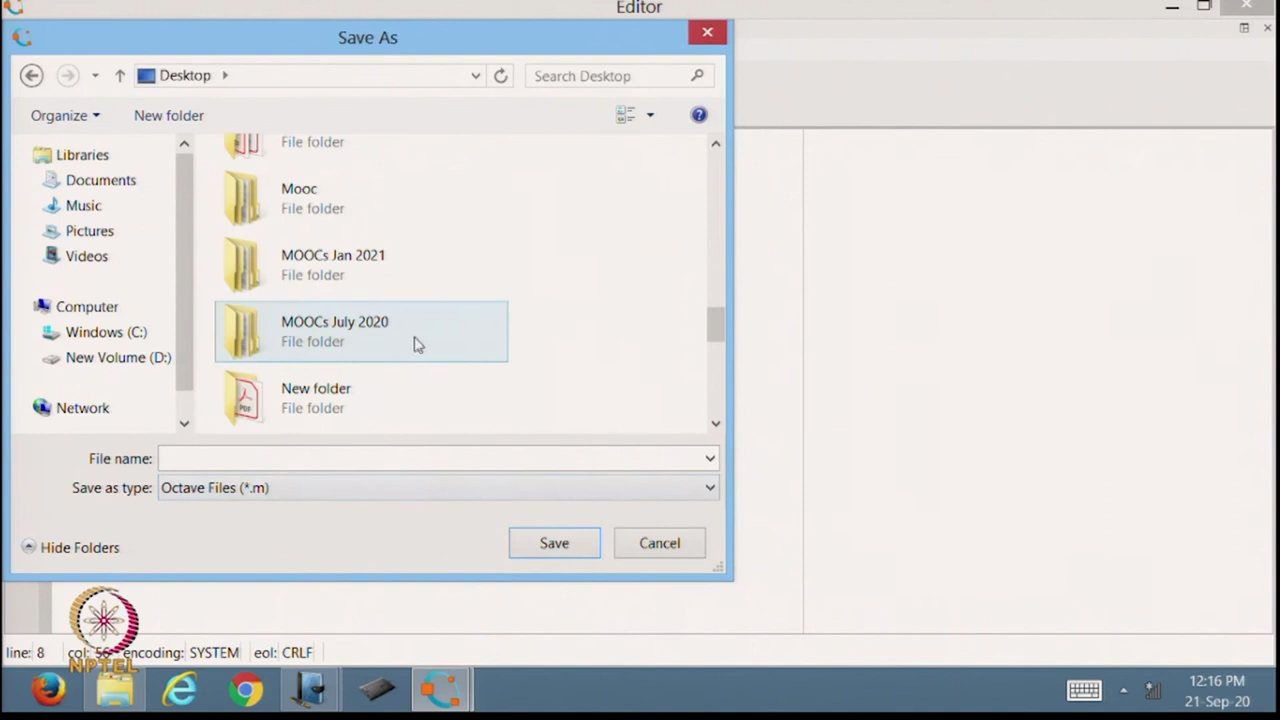 Editor
Save As
Desktop
Search Desktop
Organize
New folder
Libraries
Documents
Music
Pictures
Videos
Computer
Windows (C:)
New Volume (D:)
Network
File folder
Mooc
File folder
MOOCs Jan 2021
File folder
MOOCs July 2020
File folder
New folder
File folder
PDF
File name:
Save as type: Octave Files (*.m)
Hide Folders
Save
Cancel
line: 8 col: 56 encoding: SYSTEM eol: CRLF
NPTEL
12:16 PM
21-Sep-20